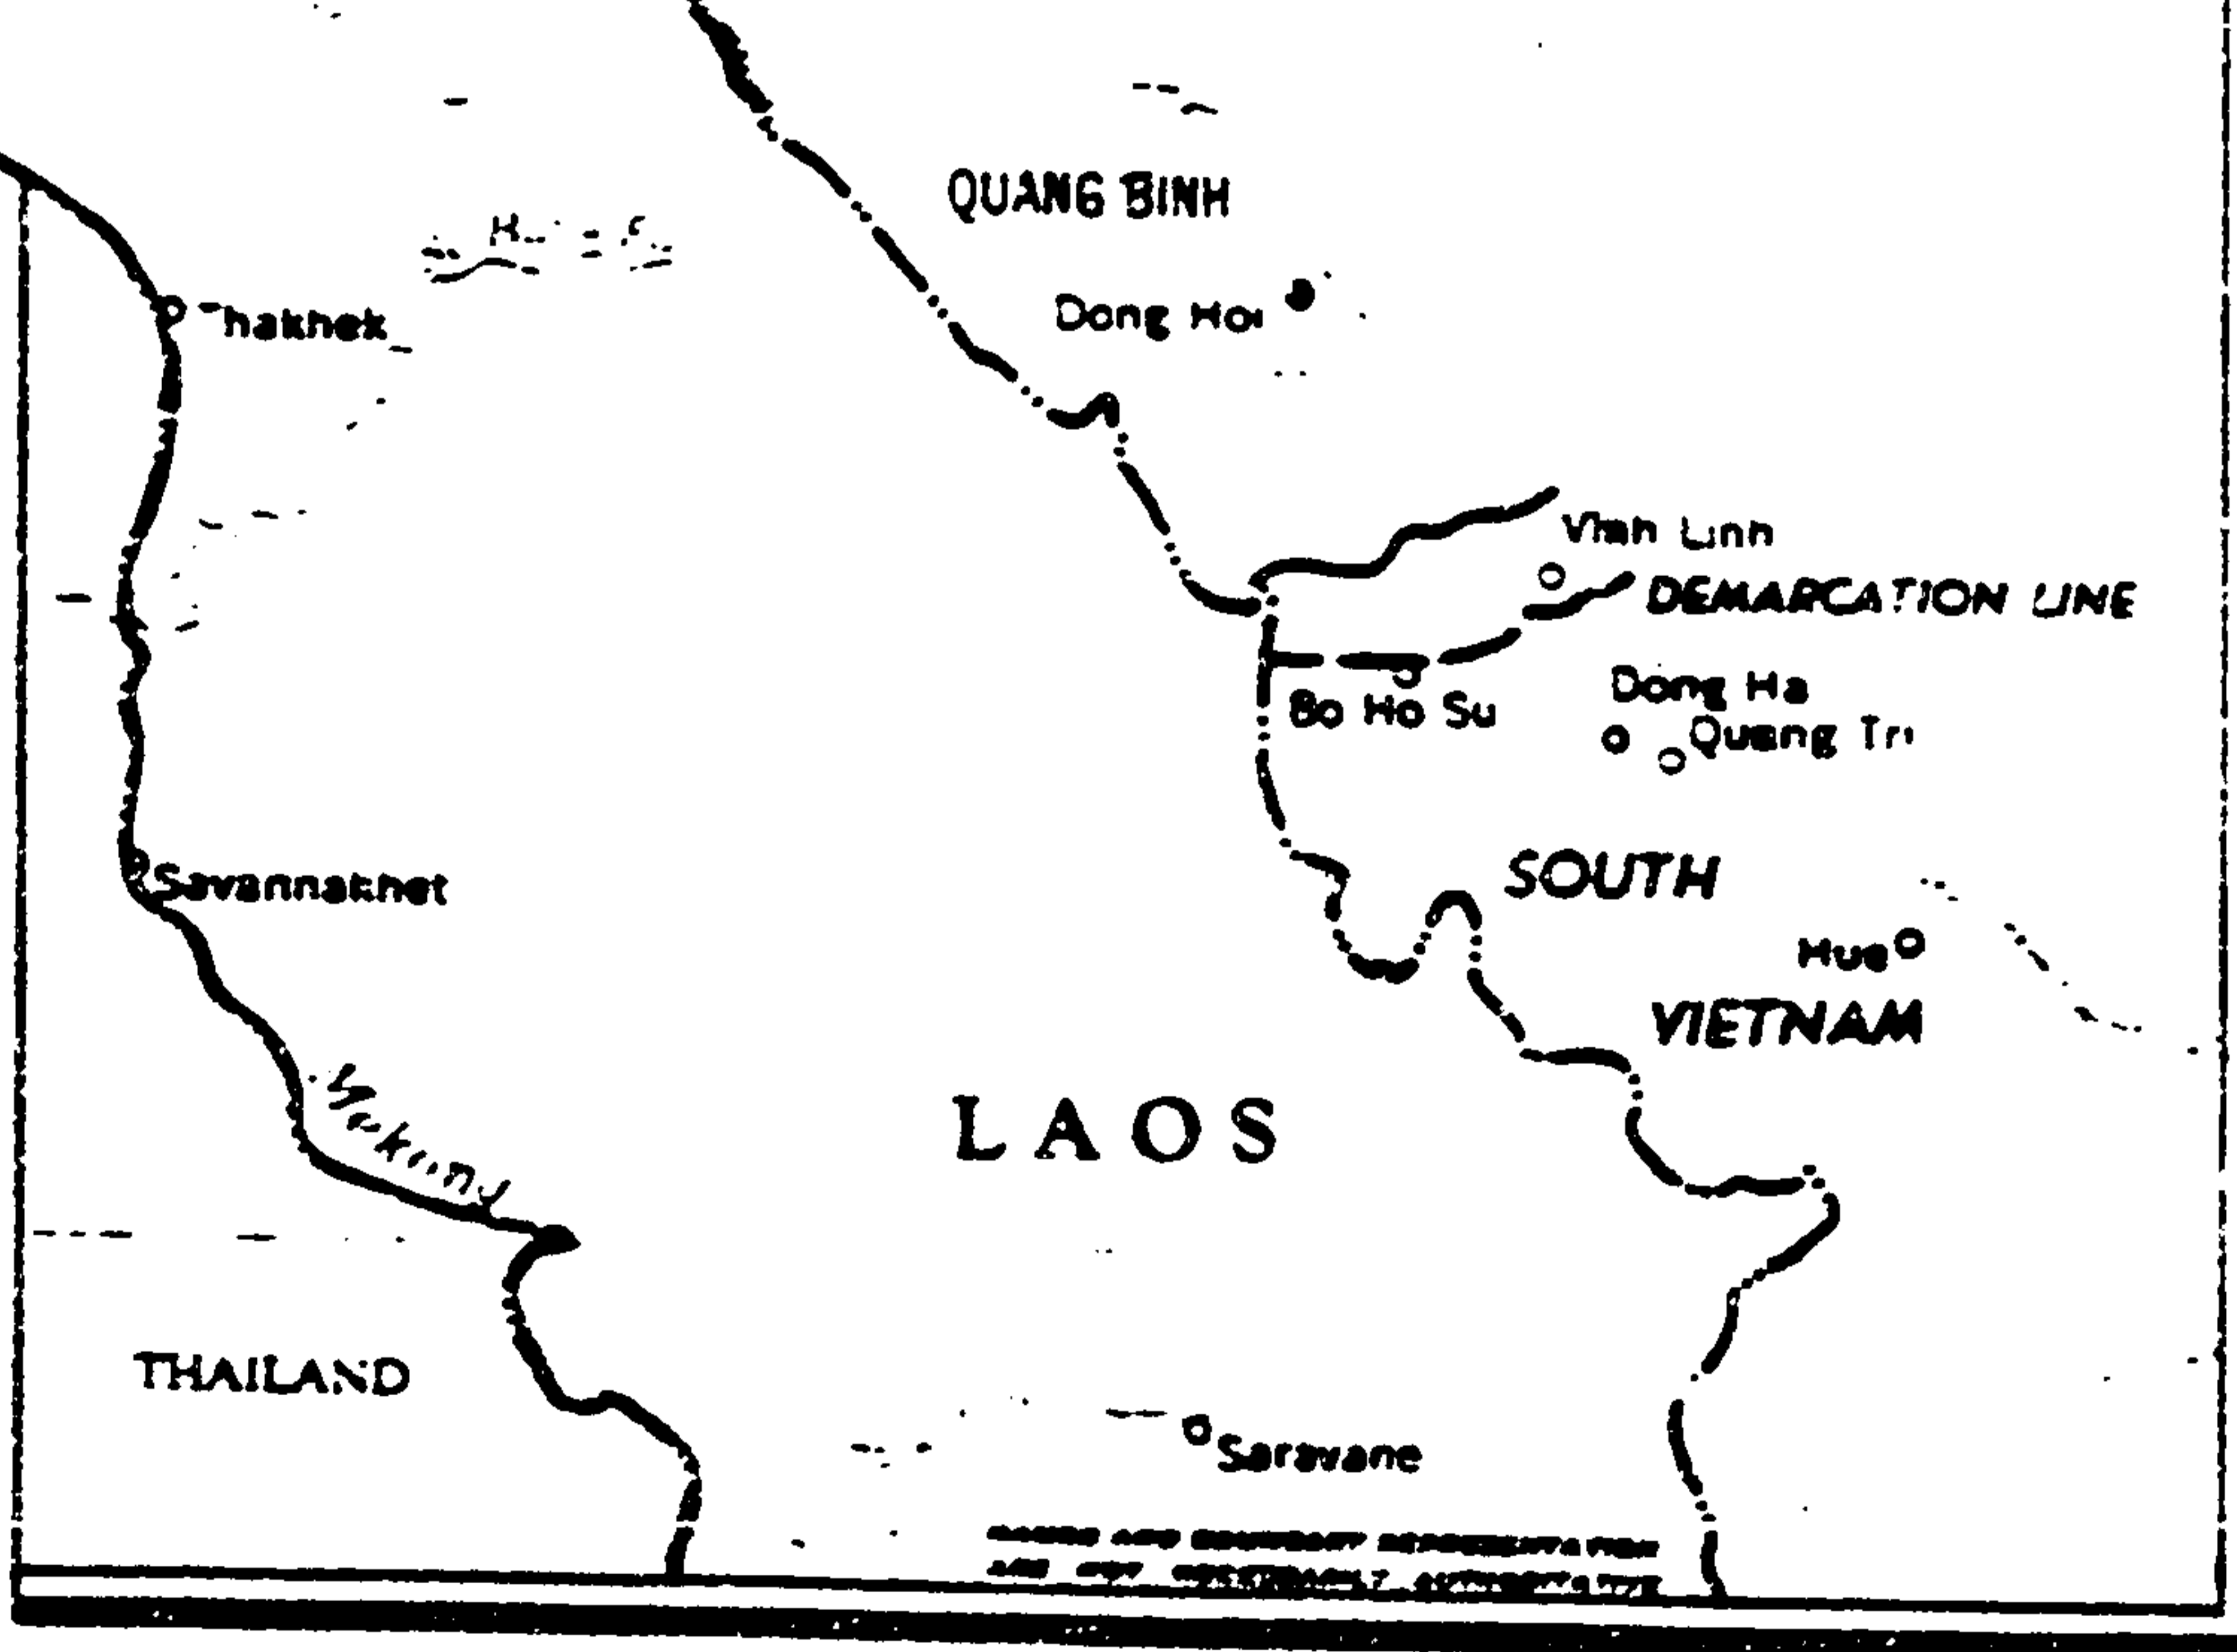 QUANG BINH
Dong Hoi
Thakhek
Vinh Linh
DEMARCATION LINE
Bo Ho Su
Dong Ha
Quang Tri
Savannakhet
SOUTH
Hue
VIETNAM
Mekong
LAOS
THAILAND
Saravane